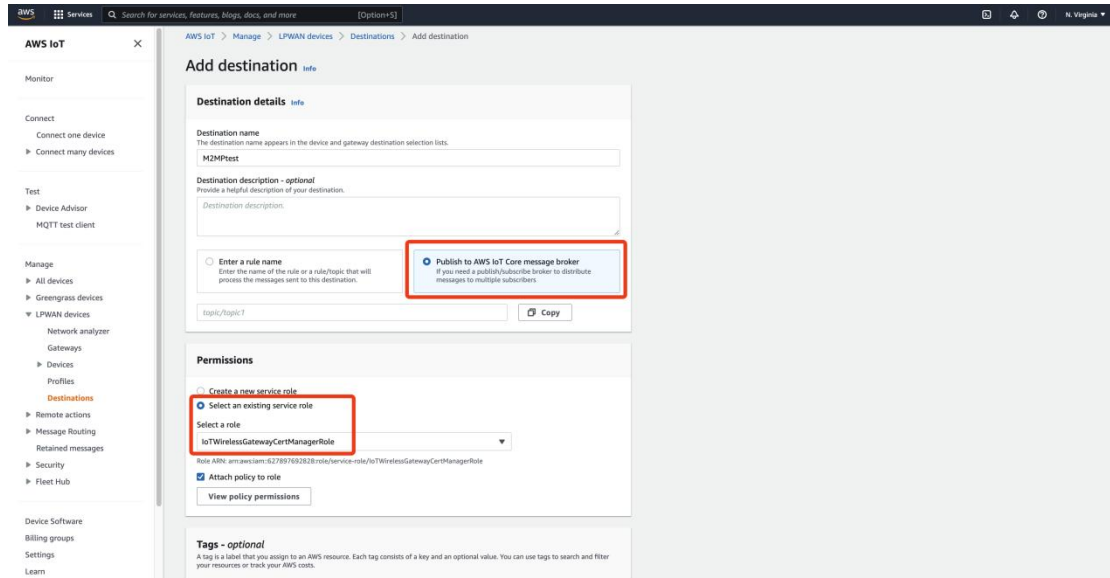 aws
Services
Search for services, features, blogs, docs, and more
[Option+S]
N. Virginia
AWS IoT
Monitor
Connect
Connect one device
Connect many devices
Test
Device Advisor
MQTT test client
Manage
All devices
Greengrass devices
LPWAN devices
Network analyzer
Gateways
Devices
Profiles
Destinations
Remote actions
Message Routing
Retained messages
Security
Fleet Hub
Device Software
Billing groups
Settings
Learn
AWS IoT > Manage > LPWAN devices > Destinations > Add destination
Add destination Info
Destination details Info
Destination name
The destination name appears in the device and gateway destination selection lists.
M2MPtest
Destination description - optional
Provide a helpful description of your destination.
Destination description.
Enter a rule name
Enter the name of the rule or a rule/topic that will
process the messages sent to this destination.
Publish to AWS IoT Core message broker
If you need a publish/subscribe broker to distribute
messages to multiple subscribers
topic/topic1
Copy
Permissions
Create a new service role
Select an existing service role
Select a role
IoTWirelessGatewayCertManagerRole
Role ARN: arn:aws:iam::627897692828:role/service-role/IoTWirelessGatewayCertManagerRole
Attach policy to role
View policy permissions
Tags - optional
A tag is a label that you assign to an AWS resource. Each tag consists of a key and an optional value. You can use tags to search and filter
your resources or track your AWS costs.